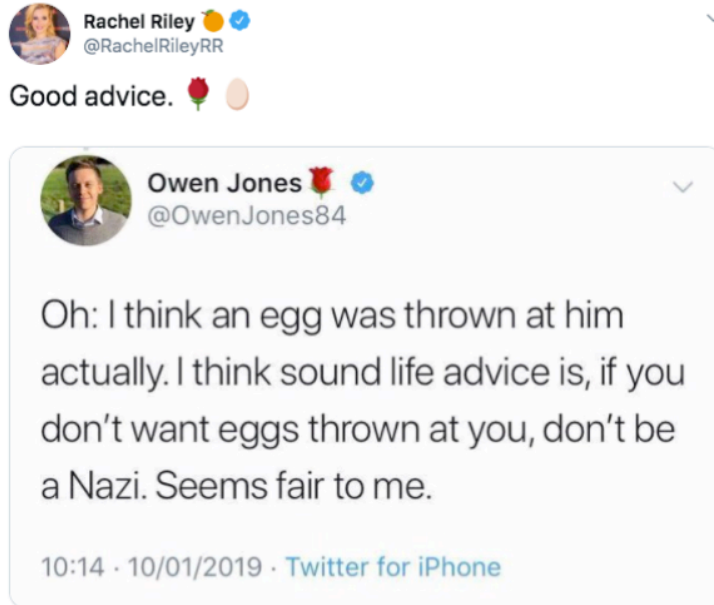 Rachel Riley 🍊
@RachelRileyRR
Good advice. 🌹 🥚
Owen Jones🌹
@OwenJones84
Oh: I think an egg was thrown at him
actually. I think sound life advice is, if you
don't want eggs thrown at you, don't be
a Nazi. Seems fair to me.
10:14 · 10/01/2019 · Twitter for iPhone